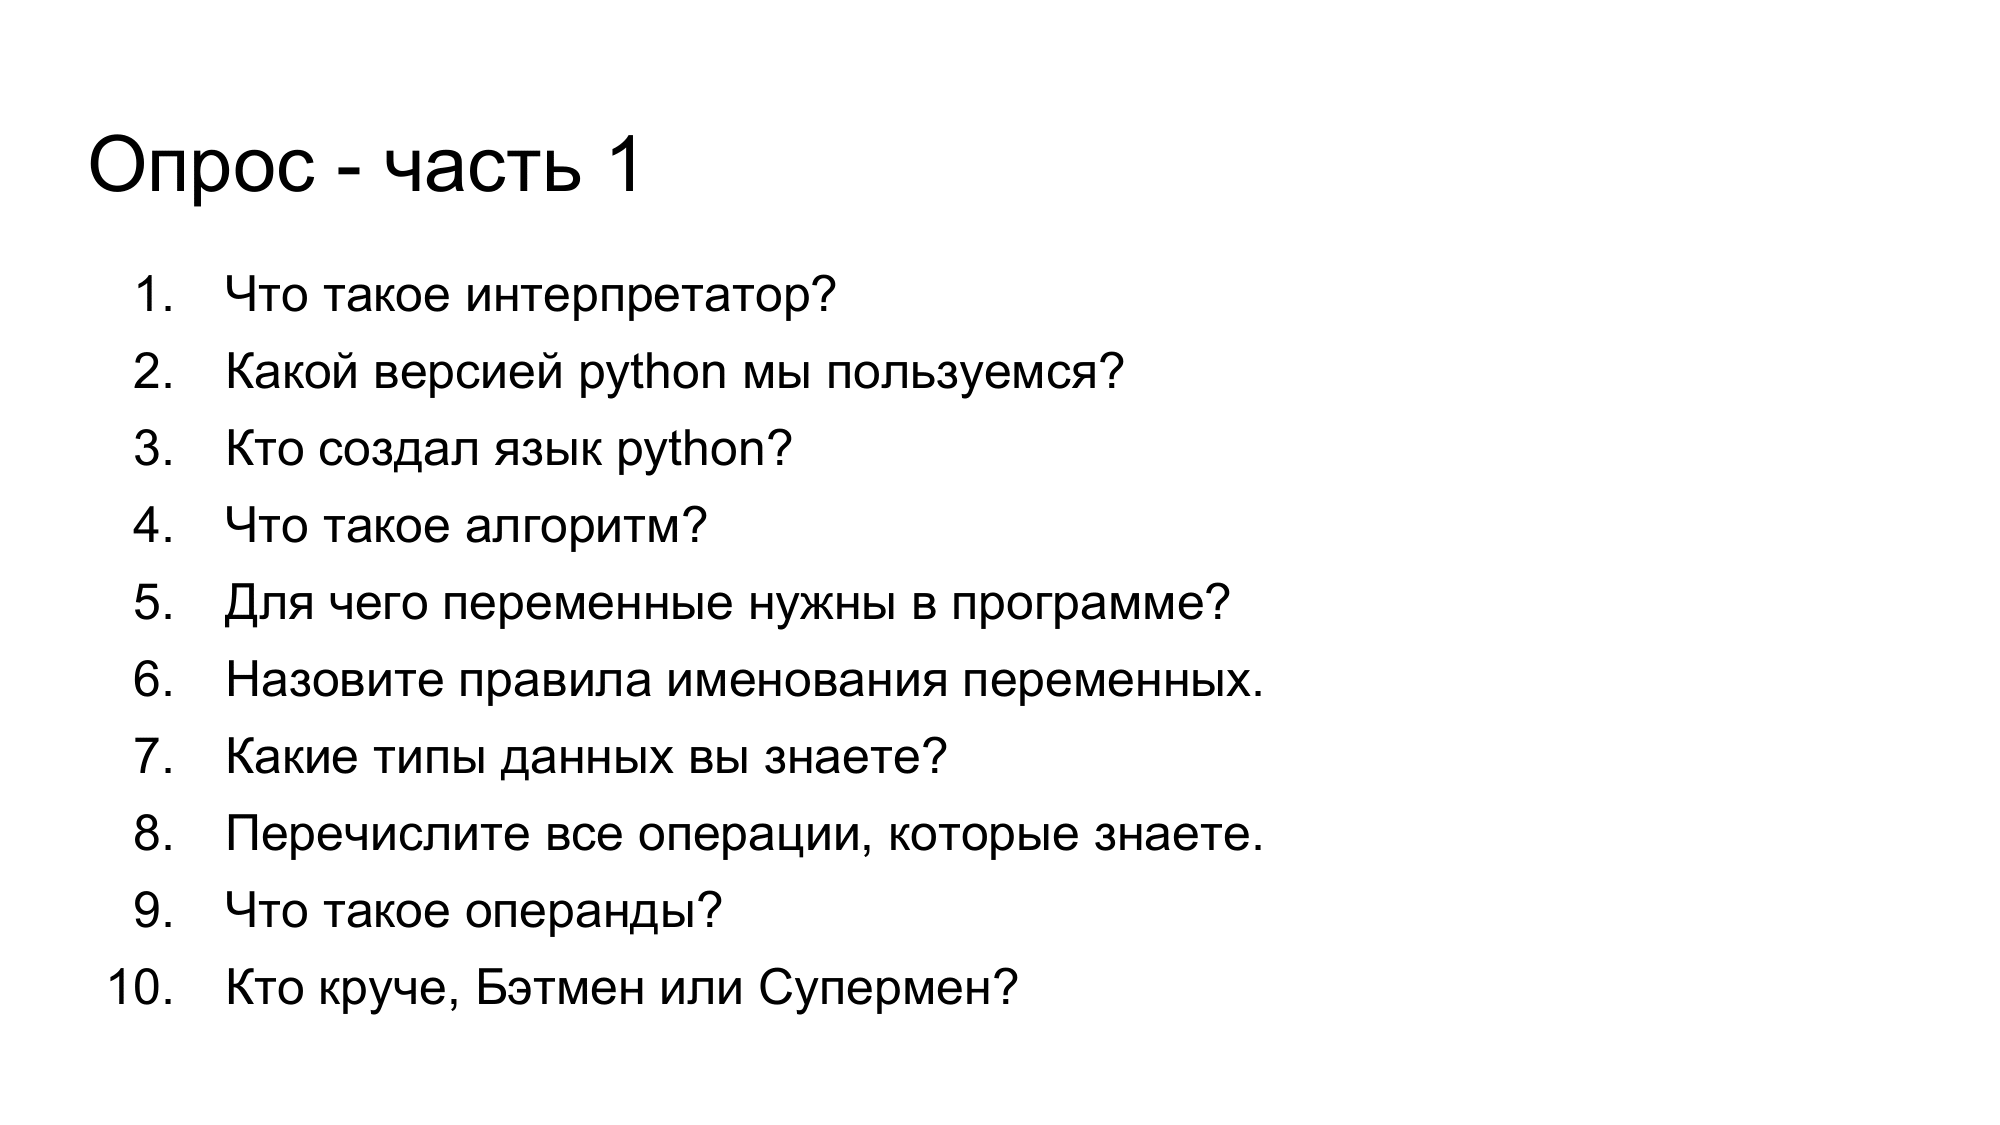 Опрос - часть 1
1. Что такое интерпретатор?
2. Какой версией python мы пользуемся?
3. Кто создал язык python?
4. Что такое алгоритм?
5. Для чего переменные нужны в программе?
6. Назовите правила именования переменных.
7. Какие типы данных вы знаете?
8. Перечислите все операции, которые знаете.
9. Что такое операнды?
10. Кто круче, Бэтмен или Супермен?